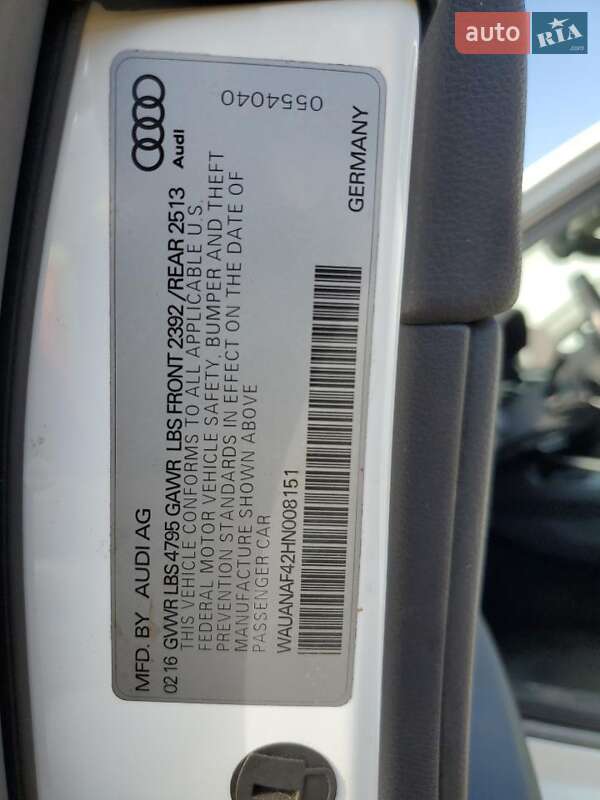 auto RIA.com
MFD. BY AUDI AG
0216 GVWR LBS 4795 GAWR LBS FRONT 2392 / REAR 2513
THIS VEHICLE CONFORMS TO ALL APPLICABLE U.S.
FEDERAL MOTOR VEHICLE SAFETY, BUMPER AND THEFT
PREVENTION STANDARDS IN EFFECT ON THE DATE OF
MANUFACTURE SHOWN ABOVE
PASSENGER CAR
WAUANAF42HN008151
Audi
0554040
GERMANY